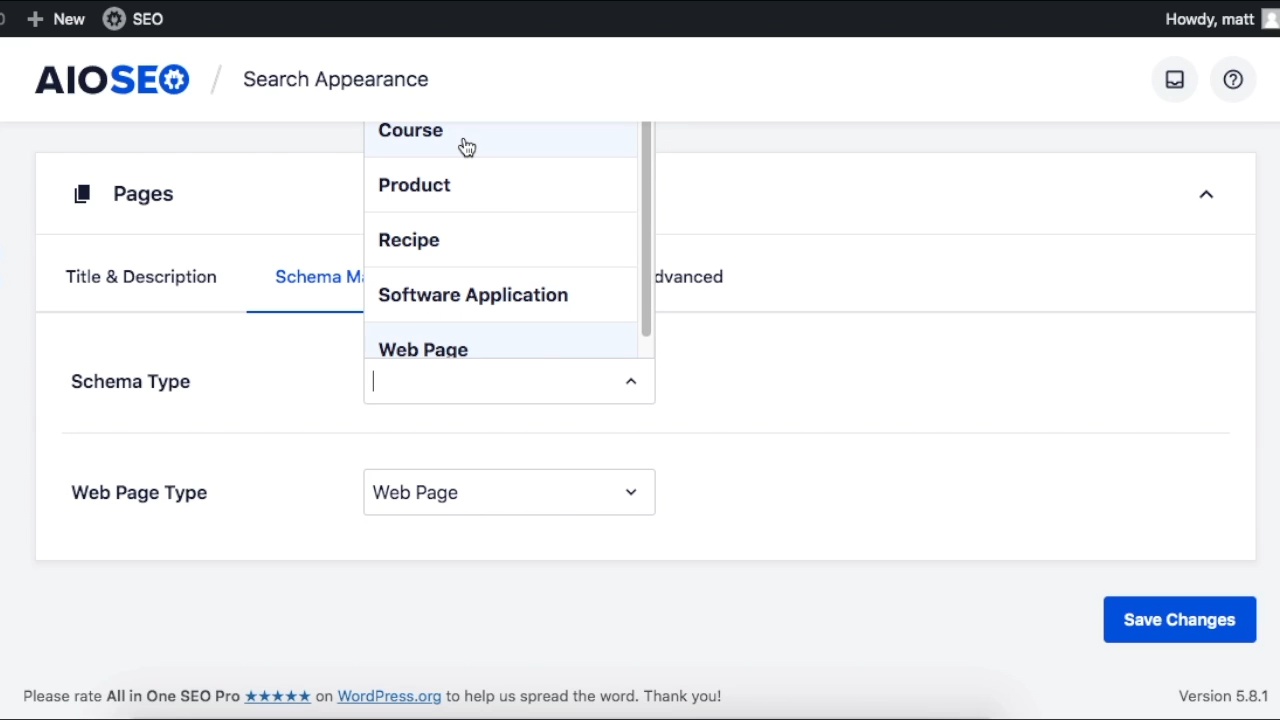 New SEO Howdy, matt
AIOSEO / Search Appearance
Course
Product
Pages
Recipe
Title & Description Schema Ma dvanced
Software Application
Web Page
Schema Type
Web Page Type Web Page
Save Changes
Please rate All in One SEO Pro ★★★★★ on WordPress.org to help us spread the word. Thank you! Version 5.8.1